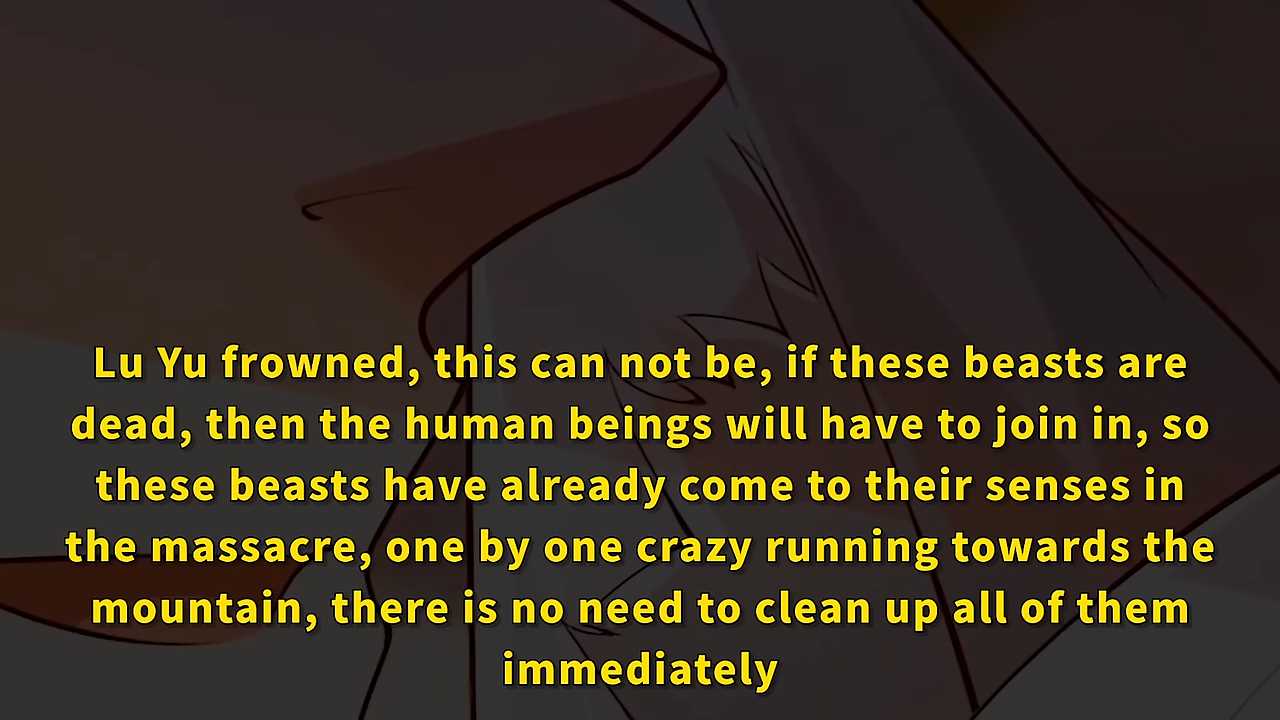 Lu Yu frowned, this can not be, if these beasts are
dead, then the human beings will have to join in, so
these beasts have already come to their senses in
the massacre, one by one crazy running towards the
mountain, there is no need to clean up all of them
immediately